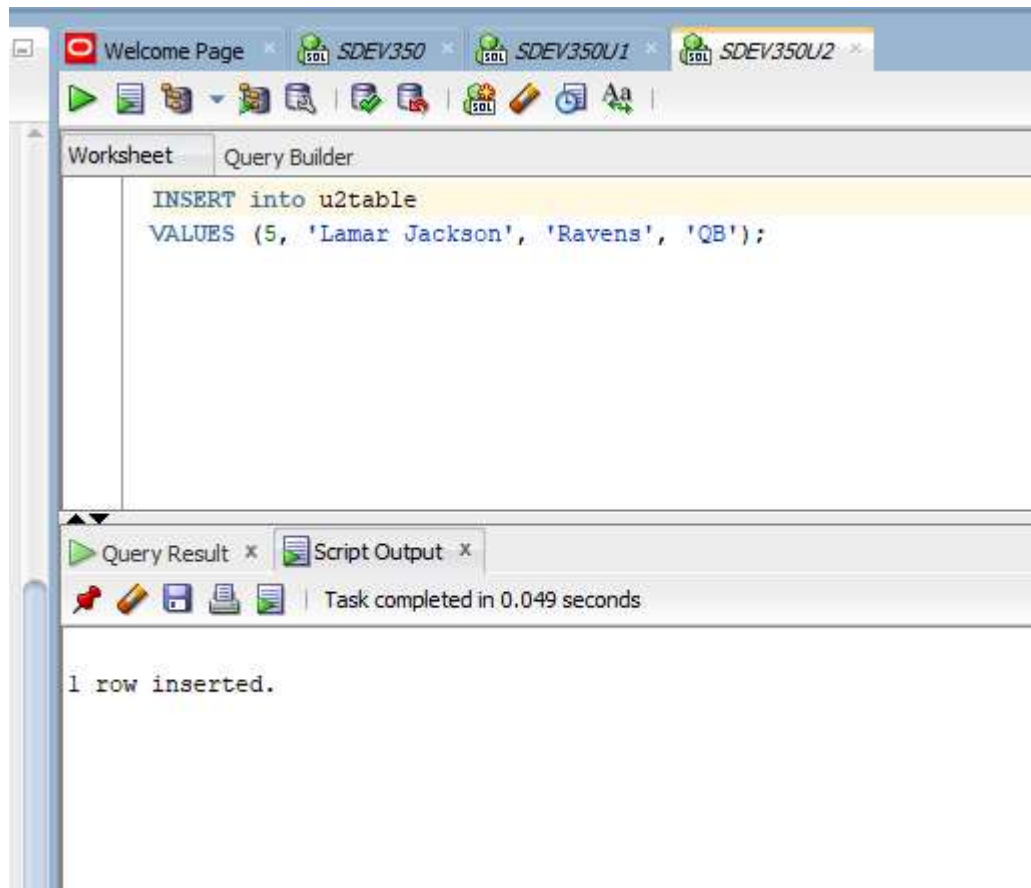 Welcome Page SDEV350 SDEV350U1 SDEV350U2
Worksheet Query Builder
INSERT into u2table
VALUES (5, 'Lamar Jackson', 'Ravens', 'QB');
Query Result x Script Output x
Task completed in 0.049 seconds
1 row inserted.